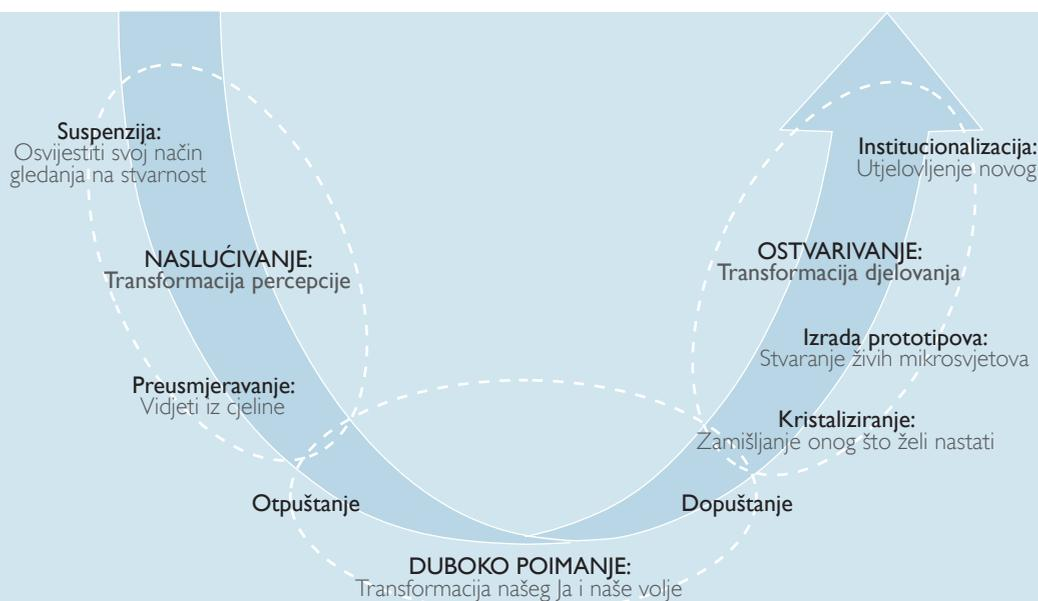 Suspenzija:
Osvijestiti svoj način
gledanja na stvarnost
NASLUĆIVANJE:
Transformacija percepcije
Preusmjeravanje:
Vidjeti iz cjeline
Otpuštanje
DUBOKO POIMANJE:
Transformacija našeg Ja i naše volje
Dopuštanje
Kristaliziranje:
Zamišljanje onog što želi nastati
Izrada prototipova:
Stvaranje živih mikrosvjetova
OSTVARIVANJE:
Transformacija djelovanja
Institucionalizacija:
Utjelovljenje novog